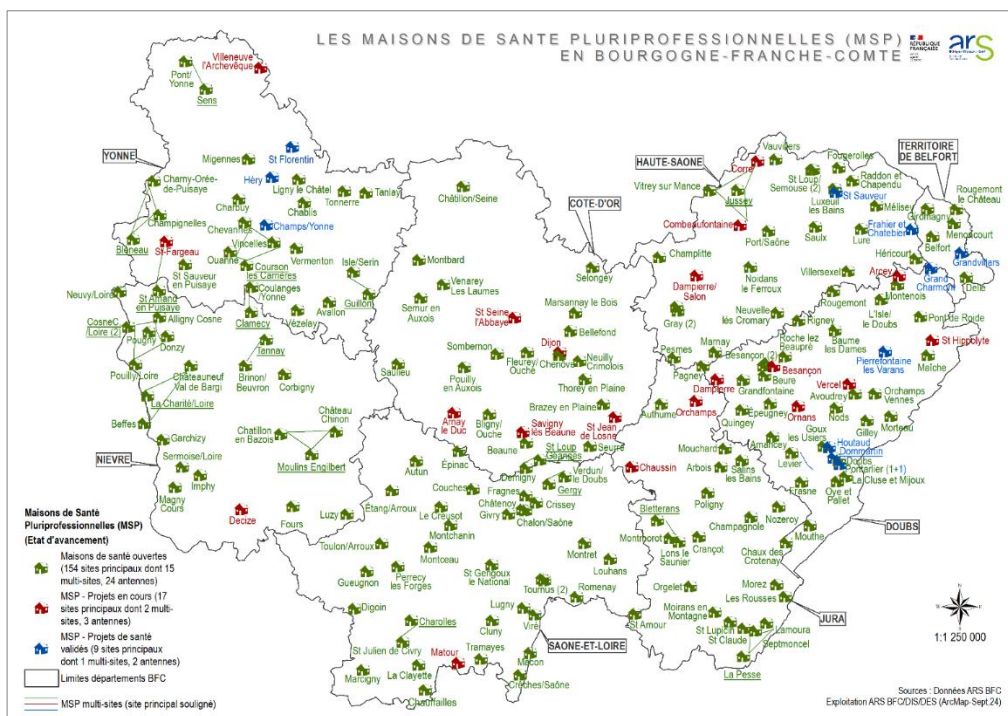 LES MAISONS DE SANTE PLURIPROFESSIONNELLES (MSP)
EN BOURGOGNE-FRANCHE-COMTE
RÉPUBLIQUE
FRANÇAISE
ars
Villeneuve
l'Archevêque
Pont/
Yonne
Sens
YONNE
Migennes
St Florentin
Héry
Ligny le Châtel
Tonnerre
Tanlay
Charny-Orée-
de-Puisaye
Charbuy
Chablis
Champignelles
Chevannes
Champs/Yonne
Bléneau
St-Fargeau
Vincelles
Ouanne
Vermenton
St Sauveur
en Puisaye
Courson
les Carrières
Isle/Serin
Neuvy/Loire
St Amand
en Puisaye
Coulanges
/Yonne
Avallon
Guillon
CosneC
/Loire (2)
Alligny Cosne
Clamecy
Vézelay
Pougny
Donzy
Tannay
Pouilly/Loire
Châteauneuf
Val de Bargi
Brinon/
Beuvron
Corbigny
La Charité/Loire
Château
Chinon
Beffes
Garchizy
Chatillon
en Bazois
NIEVRE
Sermoise/Loire
Moulins Engilbert
Imphy
Magny
Cours
Decize
Fours
Luzy
Châtillon/Seine
COTE-D'OR
Montbard
Selongey
Venarey
Les Laumes
Semur en
Auxois
Marsannay le Bois
St Seine
l'Abbaye
Bellefond
Sombernon
Dijon
Saulieu
Fleurey/
Ouche
Chenôve
Neuilly
Crimolois
Pouilly
en Auxois
Thorey en Plaine
Arnay
le Duc
Bligny/
Ouche
Savigny
lès Beaune
Brazey en Plaine
St Jean
de Losne
Beaune
Seurre
HAUTE-SAONE
Vauvillers
Corre
Fougerolles
TERRITOIRE
DE BELFORT
Vitrey sur Mance
Jussey
St Loup/
Semouse (2)
Raddon et
Chapendu
Luxeuil
les Bains
St Sauveur
Rougemont
le Château
Combeaufontaine
Mélisey
Giromagny
Port/Saône
Saulx
Lure
Frahier et
Chatebier
Menoncourt
Belfort
Champlitte
Héricourt
Grandvillars
Dampierre/
Salon
Noidans
le Ferroux
Villersexel
Arcey
Grand
Charmont
Delle
Rougemont
Montenois
Gray (2)
Neuvelle
lès Cromary
Rigney
L'Isle/
le Doubs
Pont de Roide
Baume
les Dames
St Hippolyte
Pesmes
Marnay
Roche lez
Beaupré
Besançon (2)
Pierrefontaine
les Varans
Maîche
Pagney
Besançon
Beure
Grandfontaine
Dampierre
Vercel
Avoudrey
Orchamps
Vennes
Authume
Orchamps
Quingey
Epeugney
Ornans
Nods
Morteau
Gilley
Goux
les Usiers
Amancey
Houtaud
Dommartin
Doubs
Mouchard
Levier
Pontarlier (1+1)
Chaussin
Arbois
Salins
les Bains
La Cluse et Mijoux
Oye et
Pallet
Frasne
DOUBS
Poligny
Nozeroy
Mouthe
Bletterans
Champagnole
Montmorot
Lons le
Saunier
Crançot
Chaux des
Crotenay
Orgelet
Morez
Les Rousses
JURA
Moirans en
Montagne
St Amour
St Lupicin
St Claude
Lamoura
Septmoncel
La Pesse
Épinac
St Loup
Géanges
Autun
Demigny
Verdun/
le Doubs
Gergy
Couches
Fragnes
Étang/Arroux
Le Creusot
Châtenoy
Crissey
Givry
Chalon/Saône
Montchanin
Toulon/Arroux
Montceau
Montret
Gueugnon
Perrecy
les Forges
St Gengoux
le National
Louhans
Tournus (2)
Digoin
Romenay
Lugny
Charolles
Cluny
Viré
SAONE-ET-LOIRE
St Julien de Civry
Matour
Tramayes
Mâcon
Marcigny
La Clayette
Crêches/Saône
Chauffailles
Maisons de Santé
Pluriprofessionnelles (MSP)
(Etat d'avancement)
Maisons de santé ouvertes
(154 sites principaux dont 15
multi-sites, 24 antennes)
MSP - Projets en cours (17
sites principaux dont 2 multi-
sites, 3 antennes)
MSP - Projets de santé
validés (9 sites principaux
dont 1 multi-sites, 2 antennes)
Limites départements BFC
MSP multi-sites (site principal souligné)
N
1:1 250 000
Sources : Données ARS BFC
Exploitation ARS BFC/DIS/DES (ArcMap-Sept.24)